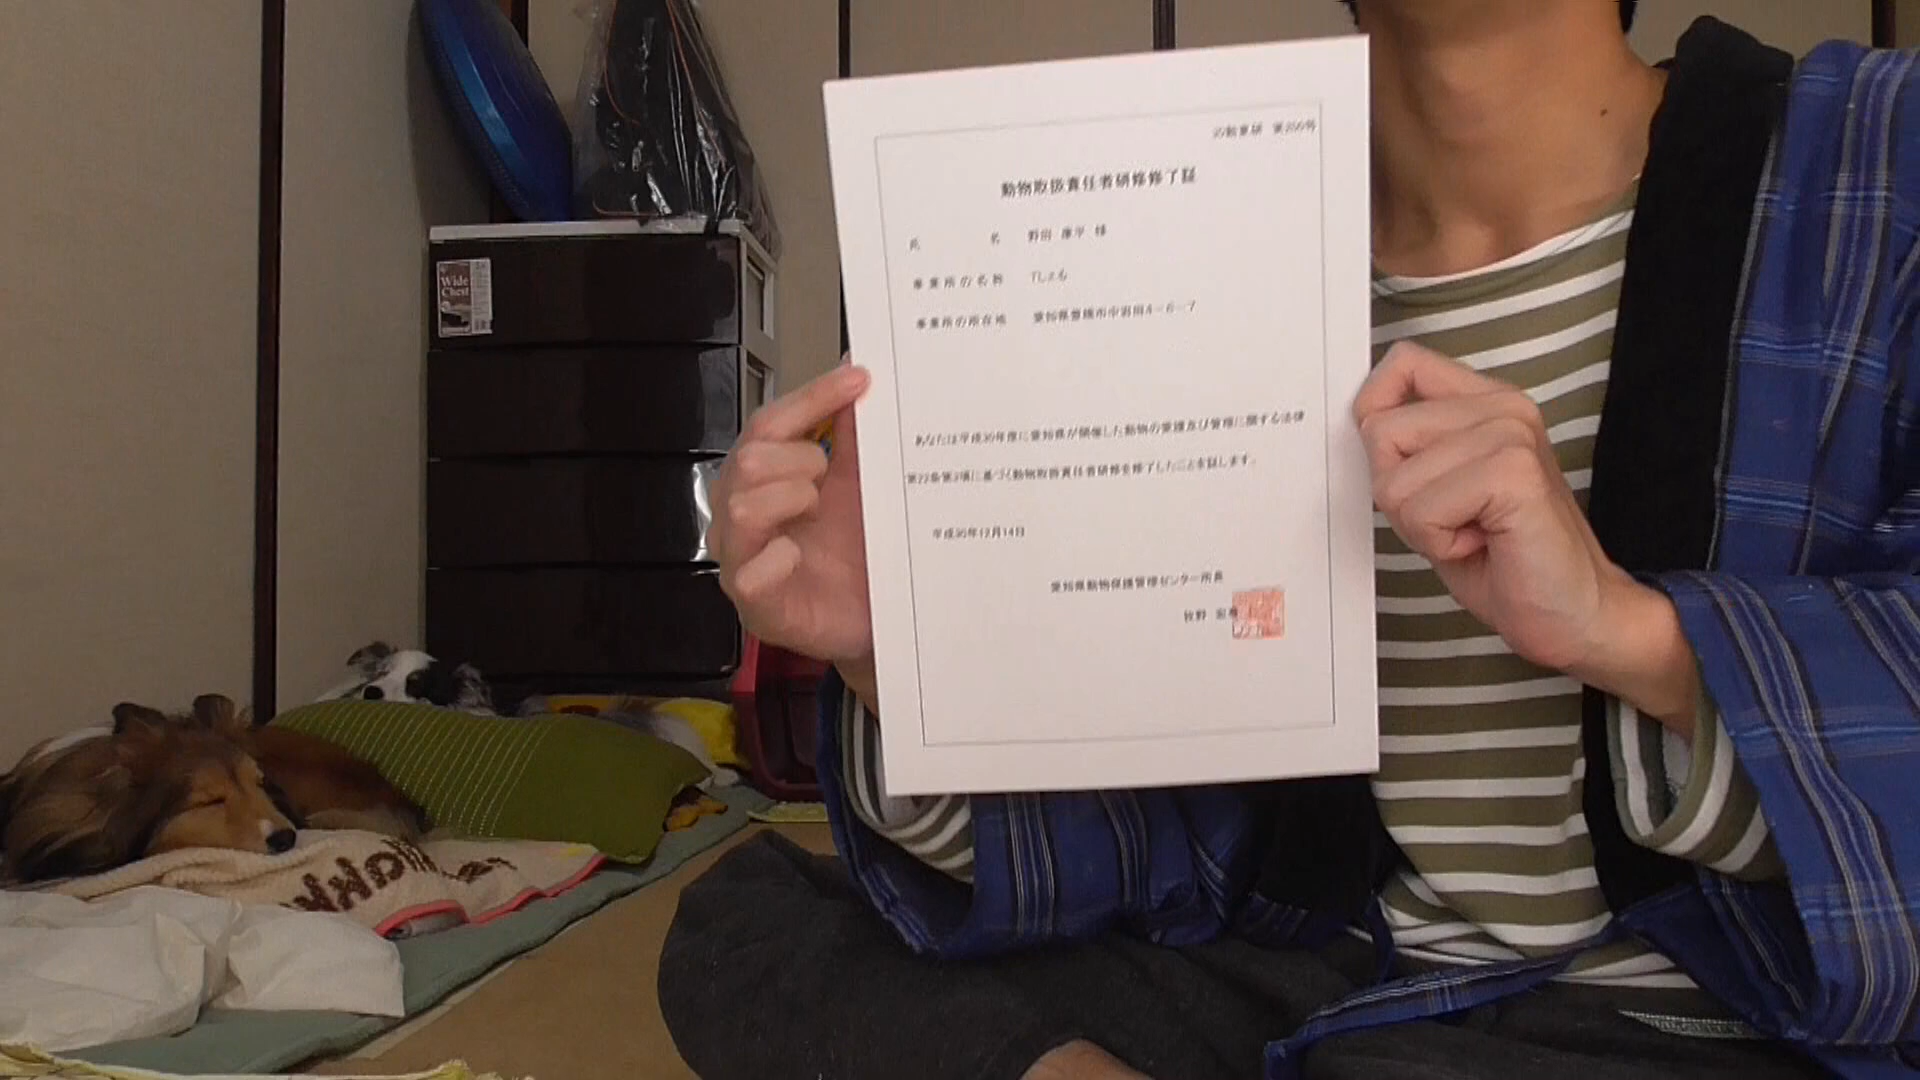 動物取扱責任者研修修了証
氏 名 野田 様
事業所の名称
事業所の所在地 愛知県豊橋市中岩田4-6-7
あなたは平成30年度に愛知県が開催した動物の愛護及び管理に関する法律
第22条第3項に基づく動物取扱責任者研修を修了したことを証します。
平成30年12月14日
愛知県動物保護管理センター所長
牧野
Wide
Chest